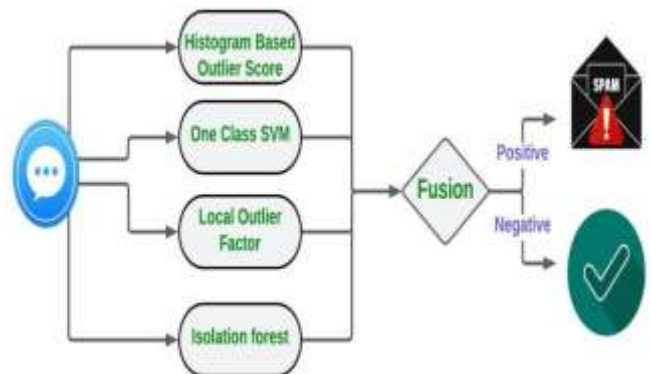 Histogram Based
Outlier Score
One Class SVM
Local Outlier
Factor
Isolation forest
Fusion
Positive
Negative
SPAM